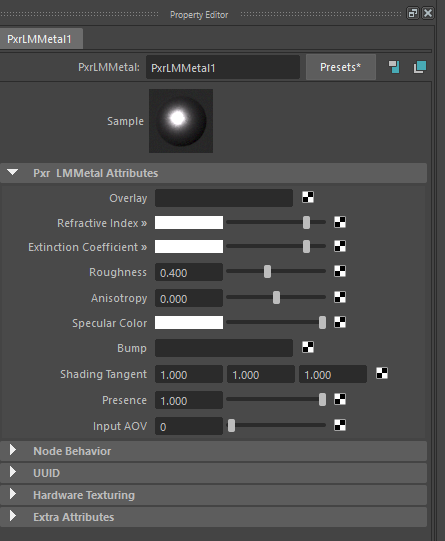 Property Editor
PxrLMMetal1
PxrLMMetal: PxrLMMetal1 Presets*
Sample
Pxr LMMetal Attributes
Overlay
Refractive Index »
Extinction Coefficient »
Roughness 0.400
Anisotropy 0.000
Specular Color
Bump
Shading Tangent 1.000 1.000 1.000
Presence 1.000
Input AOV 0
Node Behavior
UUID
Hardware Texturing
Extra Attributes